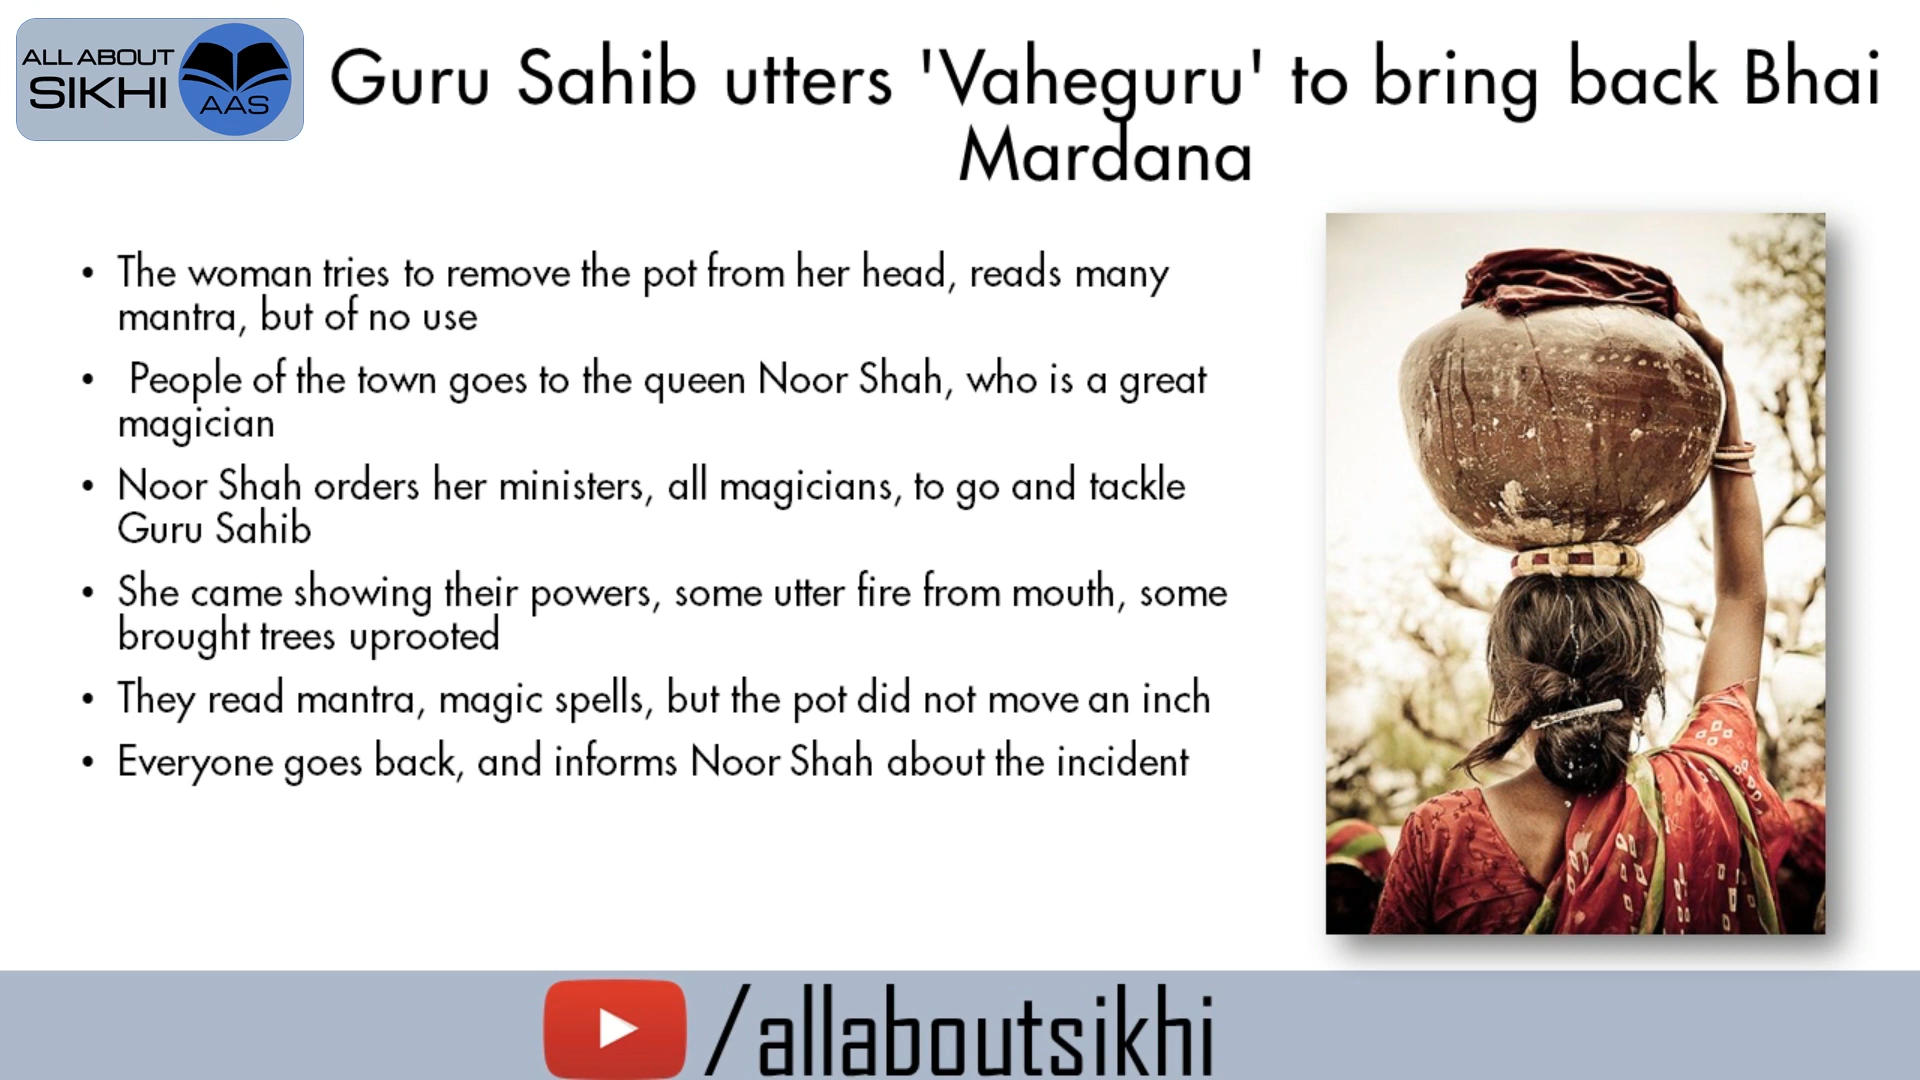 ALL ABOUT
SIKHI
AAS
Guru Sahib utters 'Vaheguru' to bring back Bhai
Mardana
• The woman tries to remove the pot from her head, reads many
mantra, but of no use
• People of the town goes to the queen Noor Shah, who is a great
magician
• Noor Shah orders her ministers, all magicians, to go and tackle
Guru Sahib
• She came showing their powers, some utter fire from mouth, some
brought trees uprooted
• They read mantra, magic spells, but the pot did not move an inch
• Everyone goes back, and informs Noor Shah about the incident
/allaboutsikhi